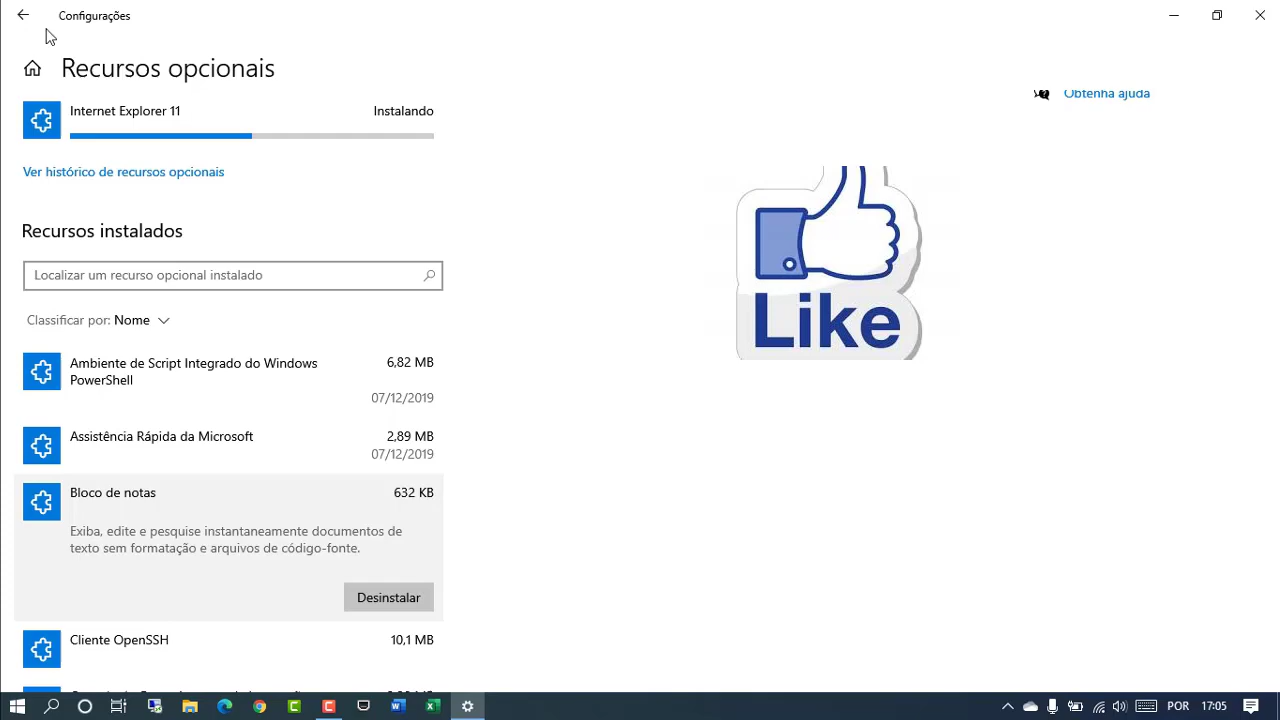 Configurações
Recursos opcionais
Internet Explorer 11
Instalando
Obtenha ajuda
Ver histórico de recursos opcionais
Recursos instalados
Localizar um recurso opcional instalado
Classificar por: Nome
Ambiente de Script Integrado do Windows
PowerShell
6,82 MB
07/12/2019
Assistência Rápida da Microsoft
2,89 MB
07/12/2019
Bloco de notas
632 KB
Exiba, edite e pesquise instantaneamente documentos de
texto sem formatação e arquivos de código-fonte.
Desinstalar
Cliente OpenSSH
10,1 MB
Like
POR
17:05